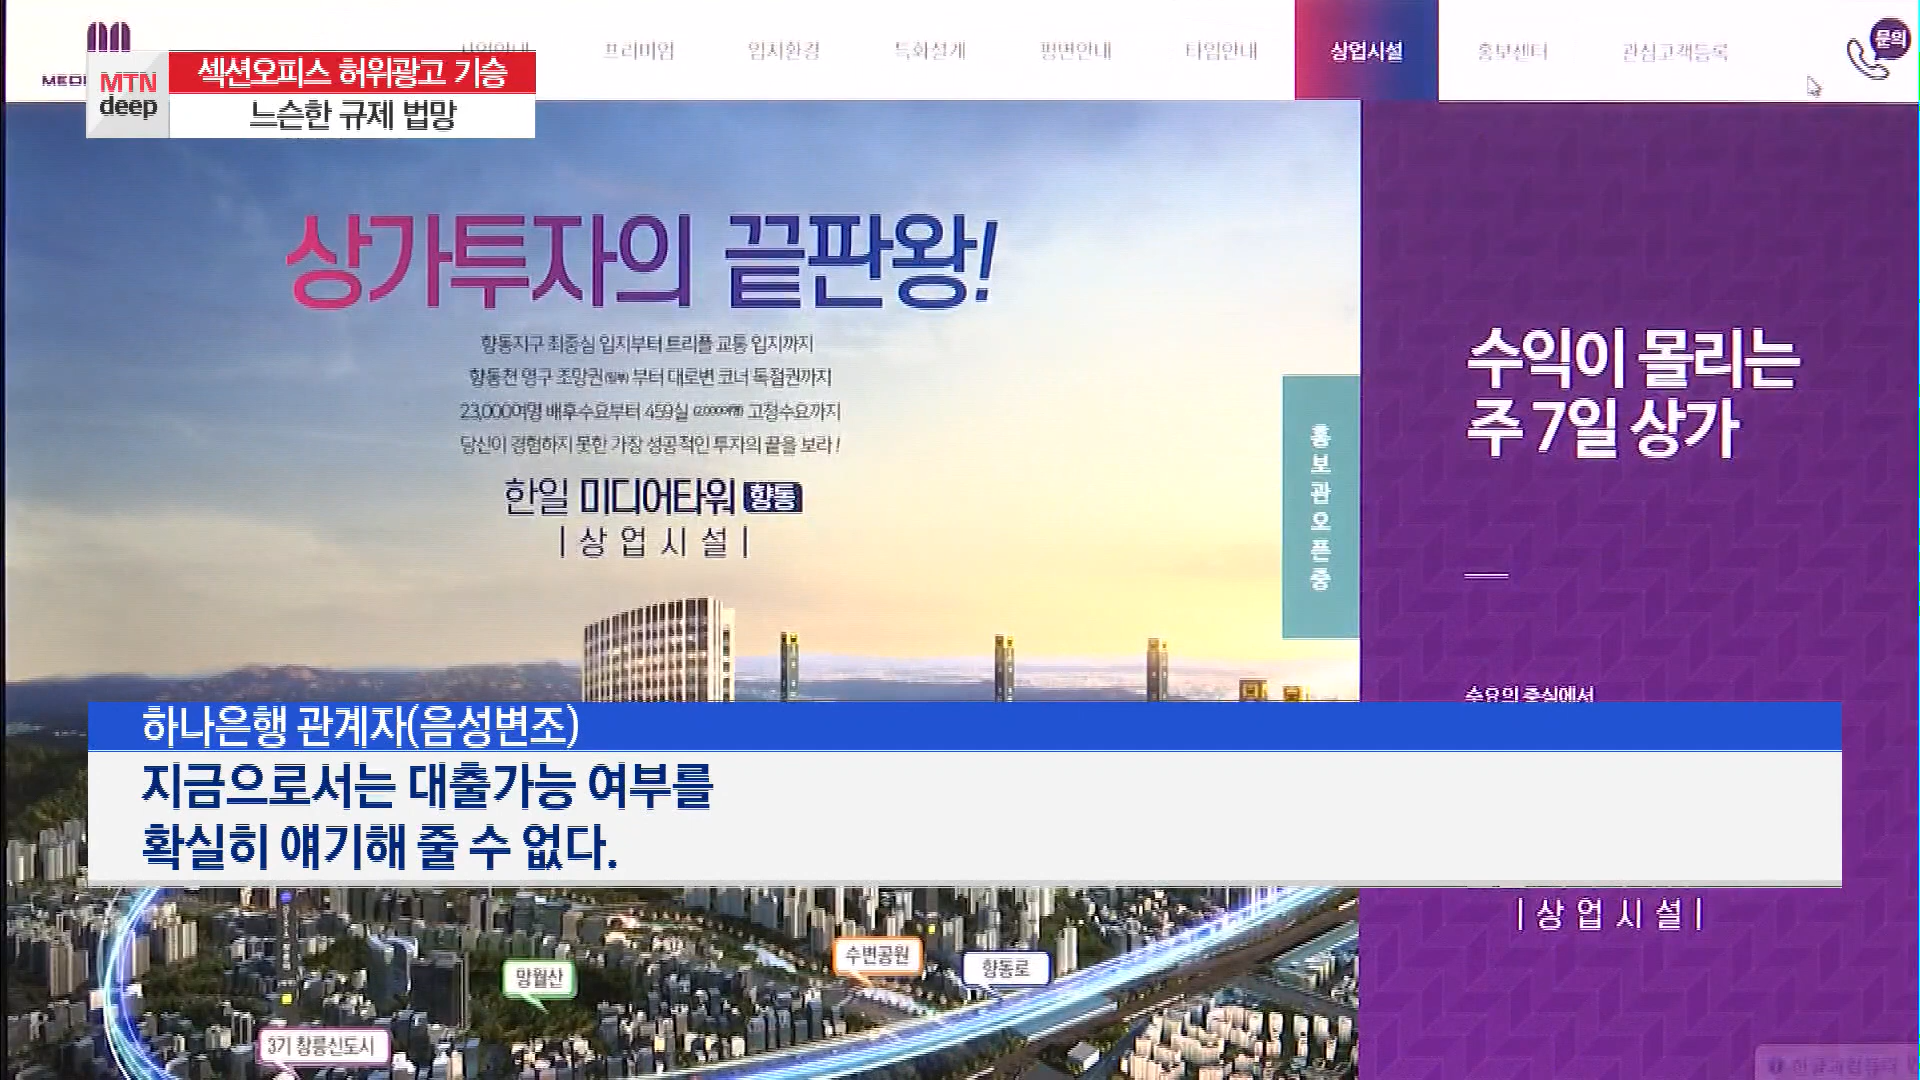 사업안내 프리미엄 입지환경 특화설계 평면안내 타입안내 상업시설 홍보센터 관심고객등록 문의
MTN
deep
섹션오피스 허위광고 기승
느슨한 규제 법망
상가투자의 끝판왕!
향동지구 최중심 입지부터 트리플 교통 입지까지
향동천 영구 조망권 부터 대로변 코너 독점권까지
23,000여명 배후수요부터 459실 고정수요까지
당신이 경험하지 못한 가장 성공적인 투자의 끝을 보라!
한일 미디어타워 향동
|상업시설|
홍보관오픈중
수익이 몰리는
주 7일 상가
수요의 중심에서
하나은행 관계자(음성변조)
지금으로서는 대출가능 여부를
확실히 얘기해 줄 수 없다.
|상업시설|
수변공원
향동로
망월산
3기 창릉신도시